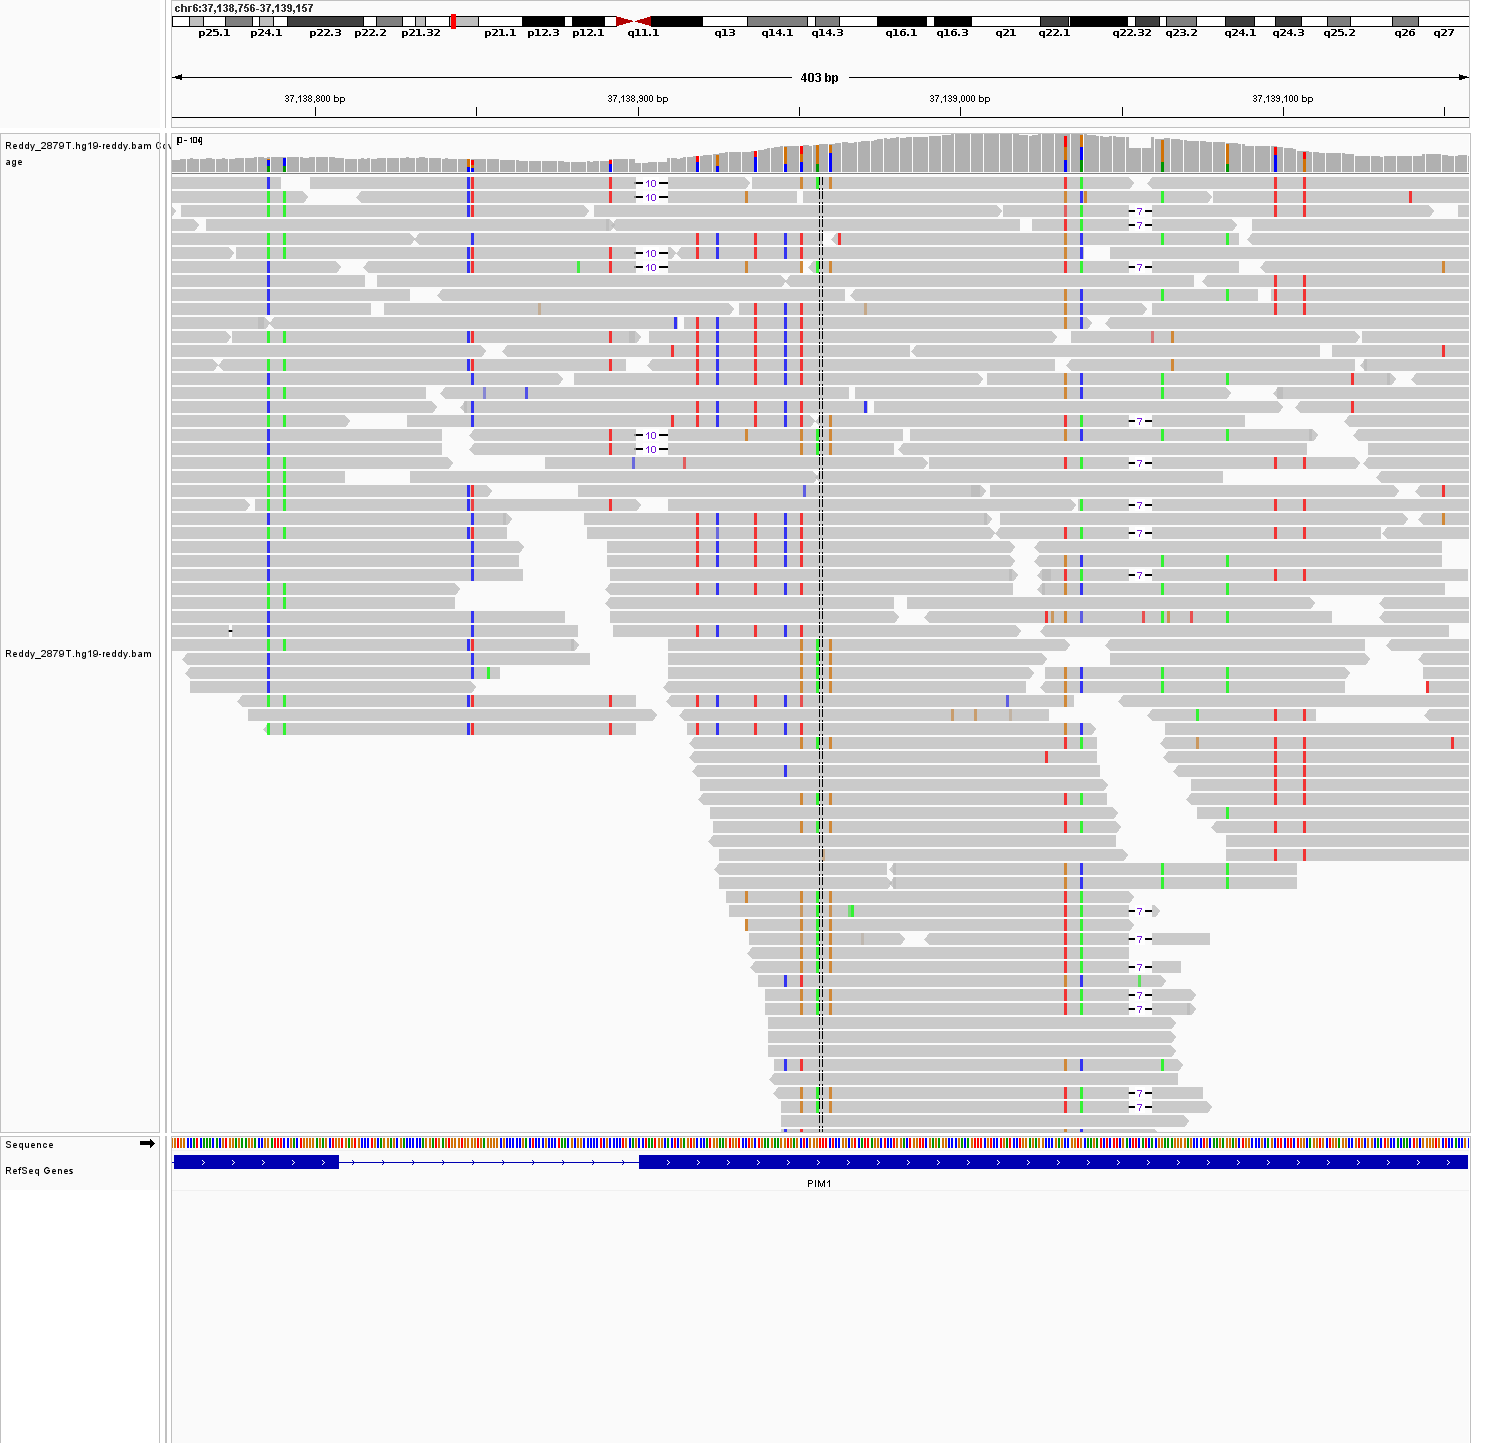 chr6:37,138,756-37,139,157
p25.1 p24.1 p22.3 p22.2 p21.32 p21.1 p12.3 p12.1 q11.1 q13 q14.1 q14.3 q16.1 q16.3 q21 q22.1 q22.32 q23.2 q24.1 q24.3 q25.2 q26 q27
403 bp
37,138,800 bp 37,138,900 bp 37,139,000 bp 37,139,100 bp
[0 - 104]
Reddy_2879T.hg19-reddy.bam Cov
age
10
10
7
7
10
10 7
7
10
10
7
7
7
7
Reddy_2879T.hg19-reddy.bam
7
7
7
7
7
7
7
Sequence
RefSeq Genes
PIM1